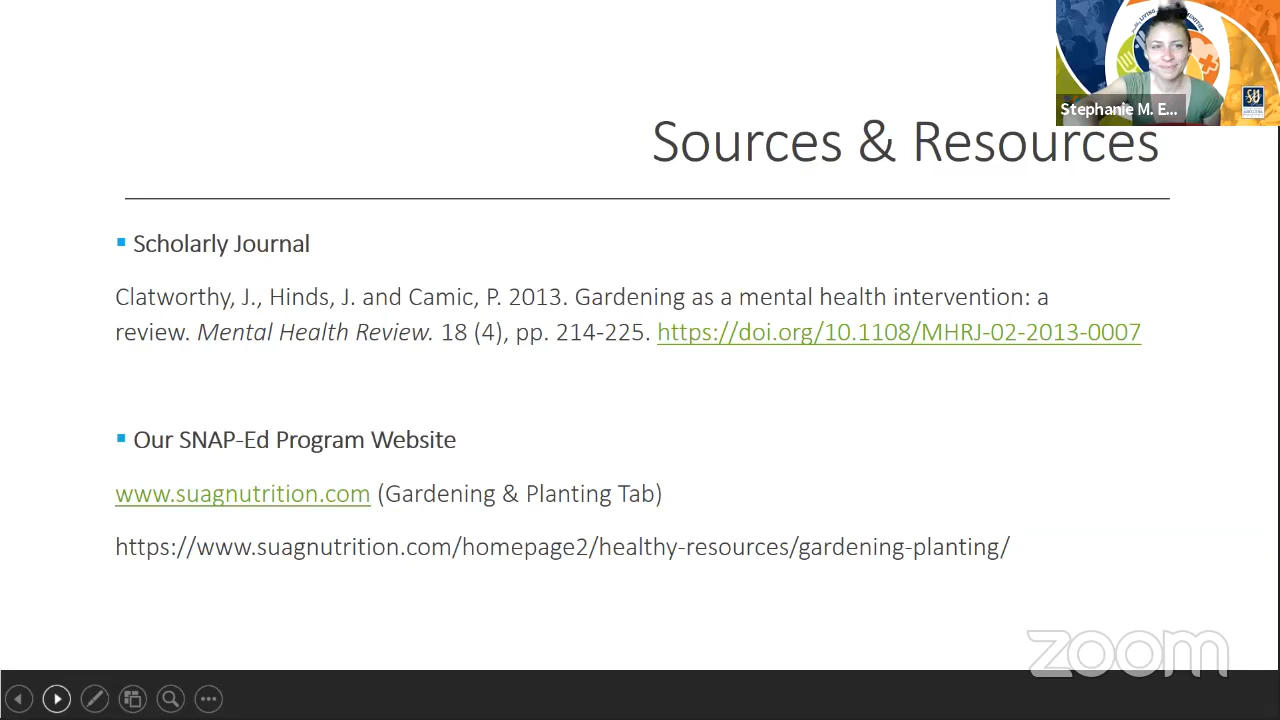 Stephanie M. E...
Sources & Resources
Scholarly Journal
Clatworthy, J., Hinds, J. and Camic, P. 2013. Gardening as a mental health intervention: a
review. Mental Health Review. 18 (4), pp. 214-225. https://doi.org/10.1108/MHRJ-02-2013-0007
Our SNAP-Ed Program Website
www.suagnutrition.com (Gardening & Planting Tab)
https://www.suagnutrition.com/homepage2/healthy-resources/gardening-planting/
zoom